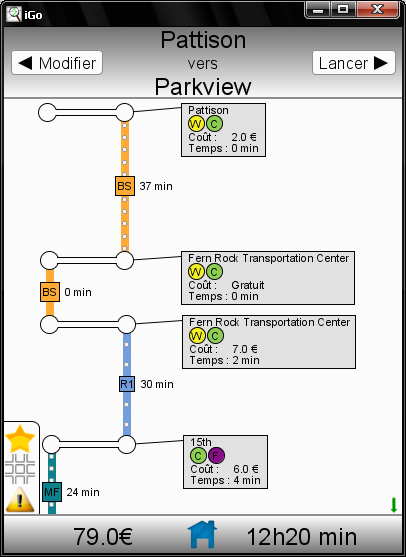 iGo
Pattison
◀ Modifier
vers
Lancer ▶
Parkview
Pattison
W C
Coût : 2.0 €
Temps : 0 min
BS 37 min
Fern Rock Transportation Center
W C
Coût : Gratuit
Temps : 0 min
BS 0 min
Fern Rock Transportation Center
W C
Coût : 7.0 €
Temps : 2 min
R1 30 min
15th
C F
Coût : 6.0 €
Temps : 4 min
MF 24 min
79.0€
12h20 min